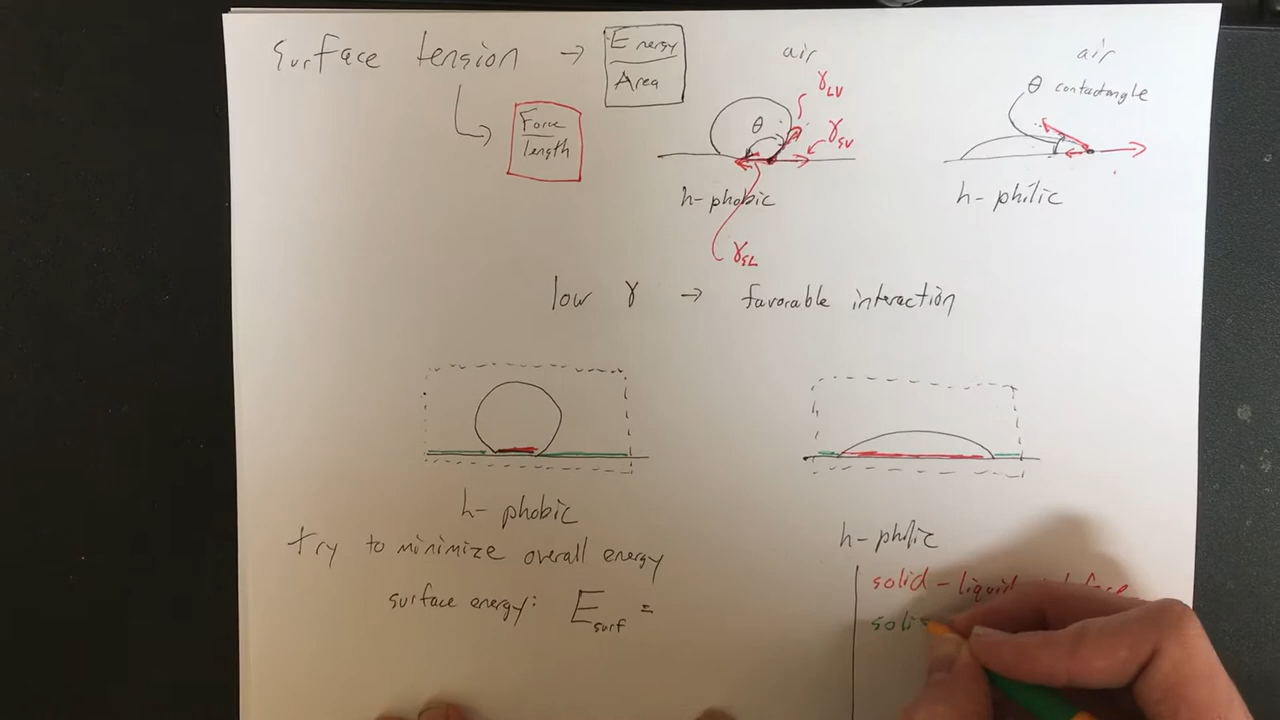 surface tension → Energy
Area
Force
length
air
θ
γLV
γSV
h-phobic
γSL
air
θ contact angle
h-philic
low γ → favorable interaction
h-phobic
h-philic
try to minimize overall energy
surface energy: Esurf =
solid-liquid
soli